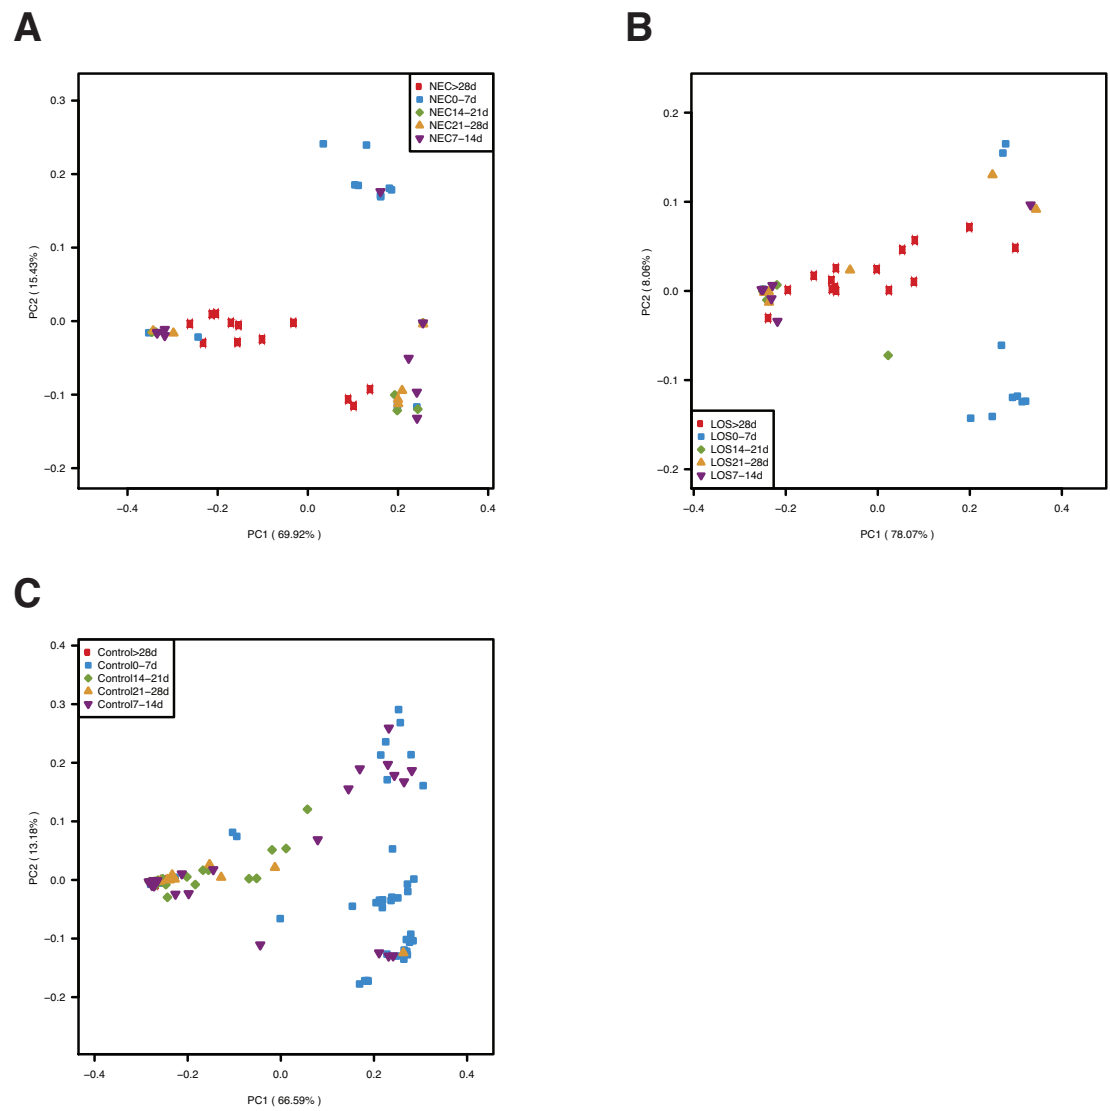 A
NEC>28d
NEC0−7d
NEC14−21d
NEC21−28d
NEC7−14d
0.3
0.2
0.1
0.0
−0.1
−0.2
PC2 ( 15.43% )
−0.4
−0.2
0.0
0.2
0.4
PC1 ( 69.92% )
B
0.2
0.1
0.0
−0.1
−0.2
PC2 ( 8.06% )
LOS>28d
LOS0−7d
LOS14−21d
LOS21−28d
LOS7−14d
−0.4
−0.2
0.0
0.2
0.4
PC1 ( 78.07% )
C
Control>28d
Control0−7d
Control14−21d
Control21−28d
Control7−14d
0.4
0.3
0.2
0.1
0.0
−0.1
−0.2
PC2 ( 13.18% )
−0.4
−0.2
0.0
0.2
0.4
PC1 ( 66.59% )